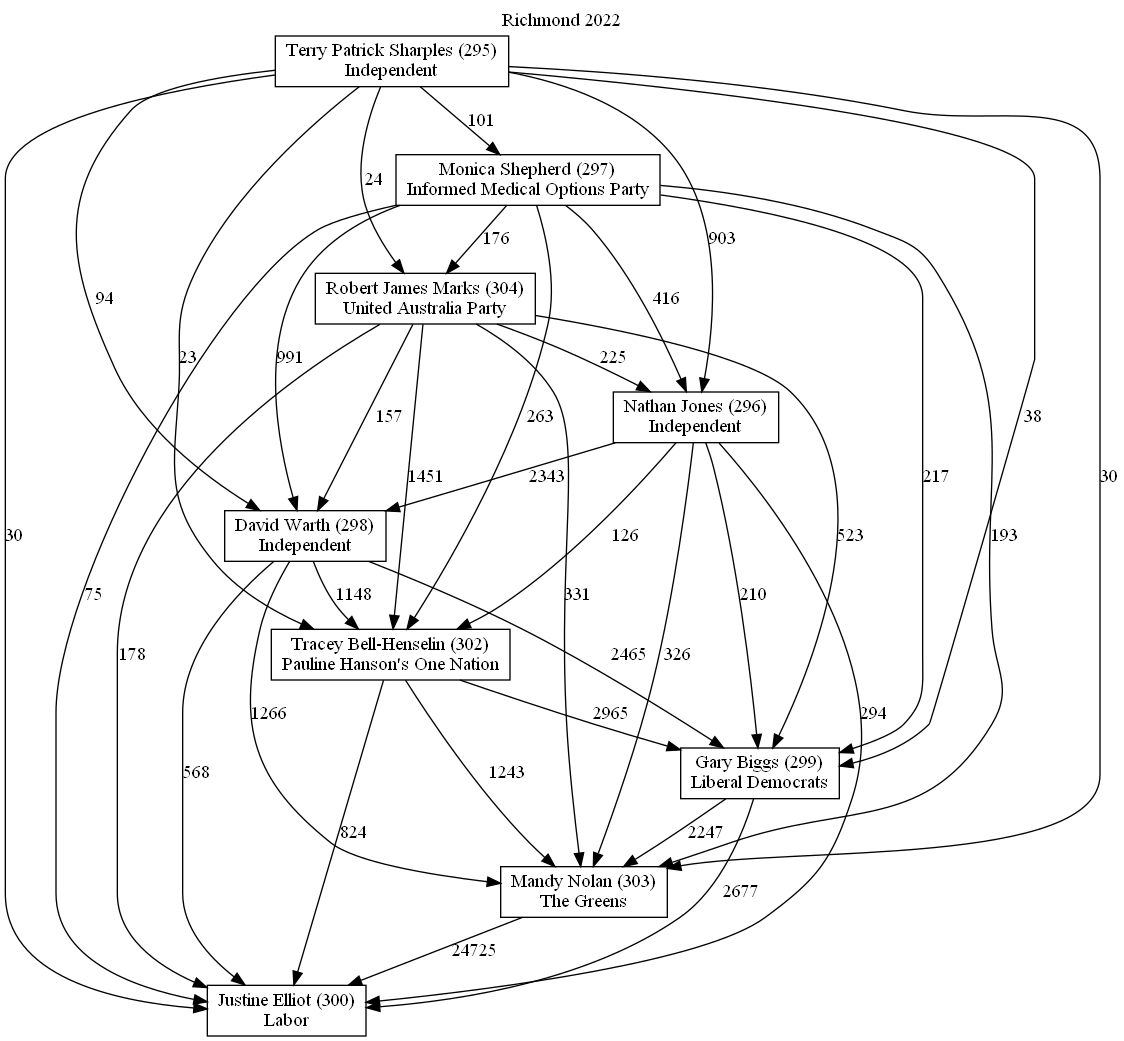 Richmond 2022
Terry Patrick Sharples (295)
Independent
101
Monica Shepherd (297)
Informed Medical Options Party
24
94
176
903
Robert James Marks (304)
United Australia Party
416
23
991
225
Nathan Jones (296)
Independent
157
263
38
1451
2343
217
30
David Warth (298)
Independent
30
126
523
193
75
1148
331
210
Tracey Bell-Henselin (302)
Pauline Hanson's One Nation
178
2465
326
1266
2965
294
Gary Biggs (299)
Liberal Democrats
568
1243
824
2247
Mandy Nolan (303)
The Greens
2677
24725
Justine Elliot (300)
Labor